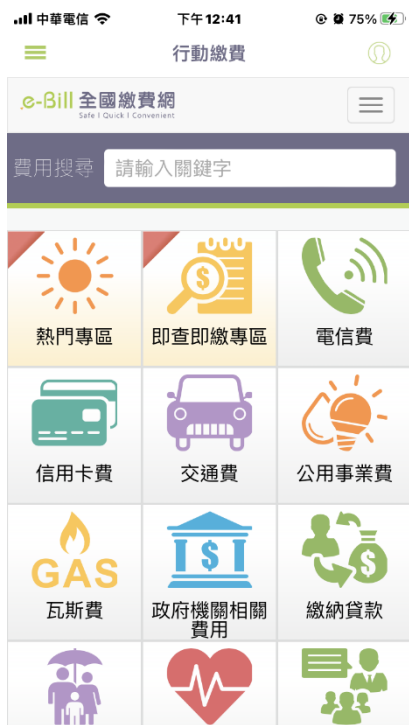 中華電信
下午12:41
75%
行動繳費
e-Bill 全國繳費網
Safe I Quick I Convenient
費用搜尋 請輸入關鍵字
熱門專區
即查即繳專區
電信費
信用卡費
交通費
公用事業費
GAS
瓦斯費
政府機關相關
費用
繳納貸款